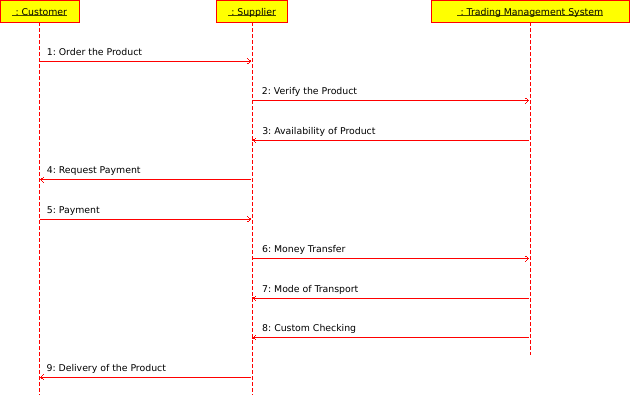 : Customer
: Supplier
: Trading Management System
1: Order the Product
2: Verify the Product
3: Availability of Product
4: Request Payment
5: Payment
6: Money Transfer
7: Mode of Transport
8: Custom Checking
9: Delivery of the Product